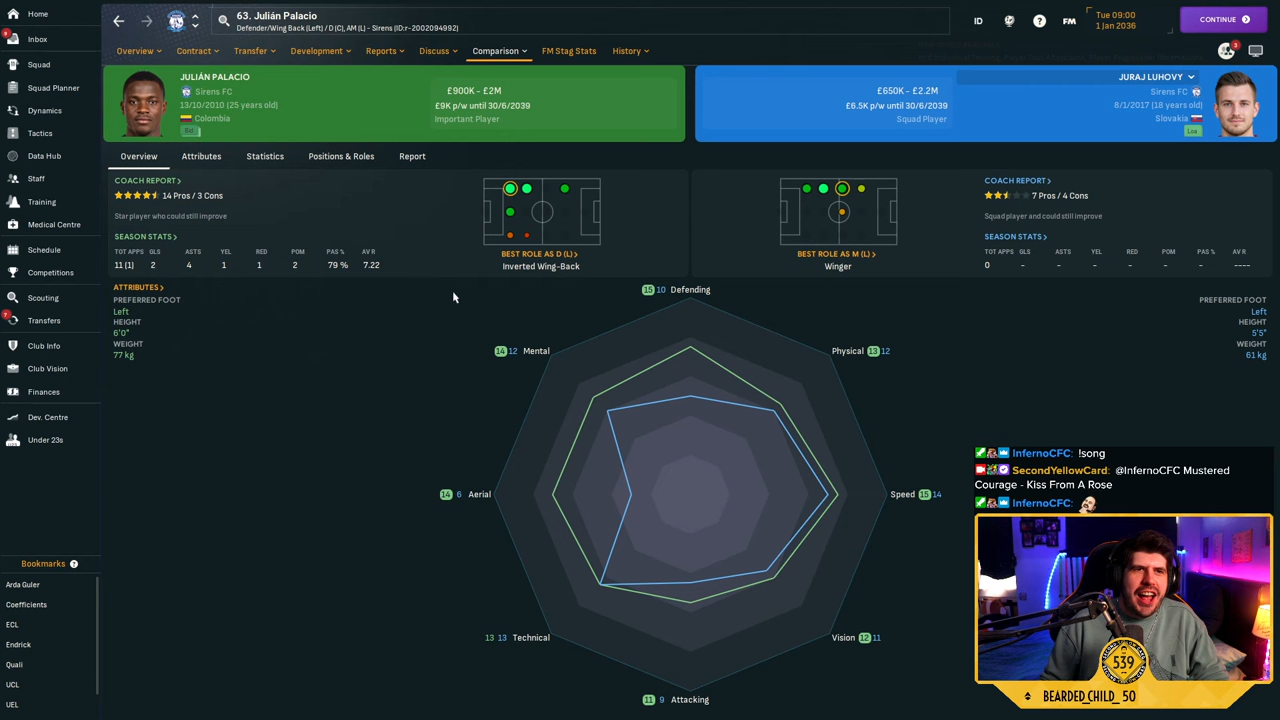 Home
Inbox
Squad
Squad Planner
Dynamics
Tactics
Data Hub
Staff
Training
Medical Centre
Schedule
Competitions
Scouting
Transfers
Club Info
Club Vision
Finances
Dev. Centre
Under 23s
Bookmarks
Arda Guler
Coefficients
ECL
Endrick
Quali
UCL
UEL
63. Julián Palacio
Defender/Wing Back (Left) / D (C), AM (L) - Sirens (ID:r-2002094992)
ID
FM
Tue 09:00
1 Jan 2036
CONTINUE
Overview
Contract
Transfer
Development
Reports
Discuss
Comparison
FM Stag Stats
History
3
JULIÁN PALACIO
Sirens FC
13/10/2010 (25 years old)
Colombia
£900K - £2M
£9K p/w until 30/6/2039
Important Player
JURAJ LUHOVY
£650K - £2.2M
£6.5K p/w until 30/6/2039
Squad Player
Sirens FC
8/1/2017 (18 years old)
Slovakia
Los
Overview
Attributes
Statistics
Positions & Roles
Report
COACH REPORT >
14 Pros / 3 Cons
Star player who could still improve
SEASON STATS >
TOT APPS GLS ASTS YEL RED POM PAS % AV R
11 (1) 2 4 1 1 2 79 % 7.22
BEST ROLE AS D (L) >
Inverted Wing-Back
BEST ROLE AS M (L) >
Winger
COACH REPORT >
7 Pros / 4 Cons
Squad player and could still improve
SEASON STATS >
TOT APPS GLS ASTS YEL RED POM PAS % AV R
0 - - - - - - ----
ATTRIBUTES >
PREFERRED FOOT
Left
HEIGHT
6'0"
WEIGHT
77 kg
PREFERRED FOOT
Left
HEIGHT
5'5"
WEIGHT
61 kg
15 10 Defending
14 12 Mental
Physical 13 12
14 6 Aerial
Speed 15 14
13 13 Technical
Vision 12 11
11 9 Attacking
InfernoCFC: !song
SecondYellowCard: @InfernoCFC Mustered
Courage - Kiss From A Rose
InfernoCFC:
539
BEARDED_CHILD_ 50